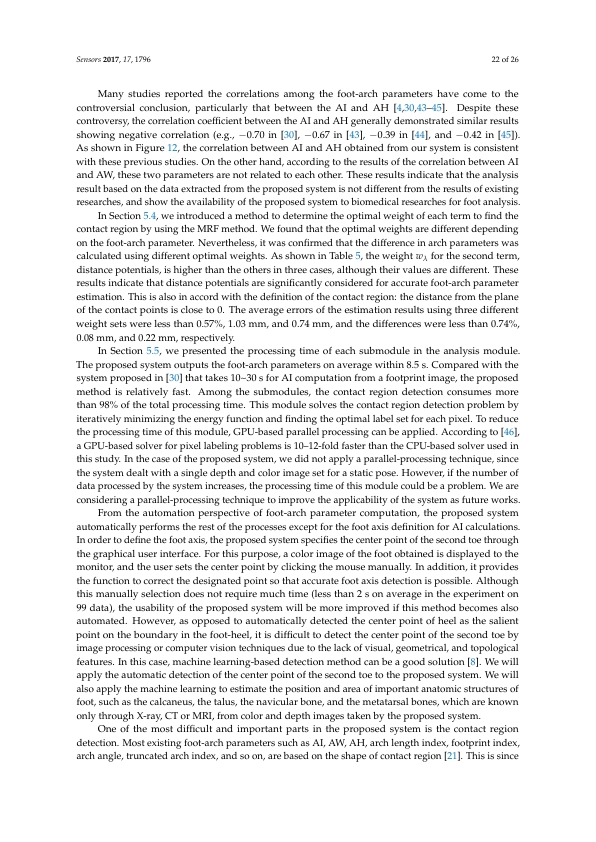 Sensors 2017, 17, 1796
22 of 26
Many studies reported the correlations among the foot-arch parameters have come to the
controversial conclusion, particularly that between the AI and AH [4,30,43–45]. Despite these
controversy, the correlation coefficient between the AI and AH generally demonstrated similar results
showing negative correlation (e.g., −0.70 in [30], −0.67 in [43], −0.39 in [44], and −0.42 in [45]).
As shown in Figure 12, the correlation between AI and AH obtained from our system is consistent
with these previous studies. On the other hand, according to the results of the correlation between AI
and AW, these two parameters are not related to each other. These results indicate that the analysis
result based on the data extracted from the proposed system is not different from the results of existing
researches, and show the availability of the proposed system to biomedical researches for foot analysis.
In Section 5.4, we introduced a method to determine the optimal weight of each term to find the
contact region by using the MRF method. We found that the optimal weights are different depending
on the foot-arch parameter. Nevertheless, it was confirmed that the difference in arch parameters was
calculated using different optimal weights. As shown in Table 5, the weight wλ for the second term,
distance potentials, is higher than the others in three cases, although their values are different. These
results indicate that distance potentials are significantly considered for accurate foot-arch parameter
estimation. This is also in accord with the definition of the contact region: the distance from the plane
of the contact points is close to 0. The average errors of the estimation results using three different
weight sets were less than 0.57%, 1.03 mm, and 0.74 mm, and the differences were less than 0.74%,
0.08 mm, and 0.22 mm, respectively.
In Section 5.5, we presented the processing time of each submodule in the analysis module.
The proposed system outputs the foot-arch parameters on average within 8.5 s. Compared with the
system proposed in [30] that takes 10–30 s for AI computation from a footprint image, the proposed
method is relatively fast. Among the submodules, the contact region detection consumes more
than 98% of the total processing time. This module solves the contact region detection problem by
iteratively minimizing the energy function and finding the optimal label set for each pixel. To reduce
the processing time of this module, GPU-based parallel processing can be applied. According to [46],
a GPU-based solver for pixel labeling problems is 10–12-fold faster than the CPU-based solver used in
this study. In the case of the proposed system, we did not apply a parallel-processing technique, since
the system dealt with a single depth and color image set for a static pose. However, if the number of
data processed by the system increases, the processing time of this module could be a problem. We are
considering a parallel-processing technique to improve the applicability of the system as future works.
From the automation perspective of foot-arch parameter computation, the proposed system
automatically performs the rest of the processes except for the foot axis definition for AI calculations.
In order to define the foot axis, the proposed system specifies the center point of the second toe through
the graphical user interface. For this purpose, a color image of the foot obtained is displayed to the
monitor, and the user sets the center point by clicking the mouse manually. In addition, it provides
the function to correct the designated point so that accurate foot axis detection is possible. Although
this manually selection does not require much time (less than 2 s on average in the experiment on
99 data), the usability of the proposed system will be more improved if this method becomes also
automated. However, as opposed to automatically detected the center point of heel as the salient
point on the boundary in the foot-heel, it is difficult to detect the center point of the second toe by
image processing or computer vision techniques due to the lack of visual, geometrical, and topological
features. In this case, machine learning-based detection method can be a good solution [8]. We will
apply the automatic detection of the center point of the second toe to the proposed system. We will
also apply the machine learning to estimate the position and area of important anatomic structures of
foot, such as the calcaneus, the talus, the navicular bone, and the metatarsal bones, which are known
only through X-ray, CT or MRI, from color and depth images taken by the proposed system.
One of the most difficult and important parts in the proposed system is the contact region
detection. Most existing foot-arch parameters such as AI, AW, AH, arch length index, footprint index,
arch angle, truncated arch index, and so on, are based on the shape of contact region [21]. This is since